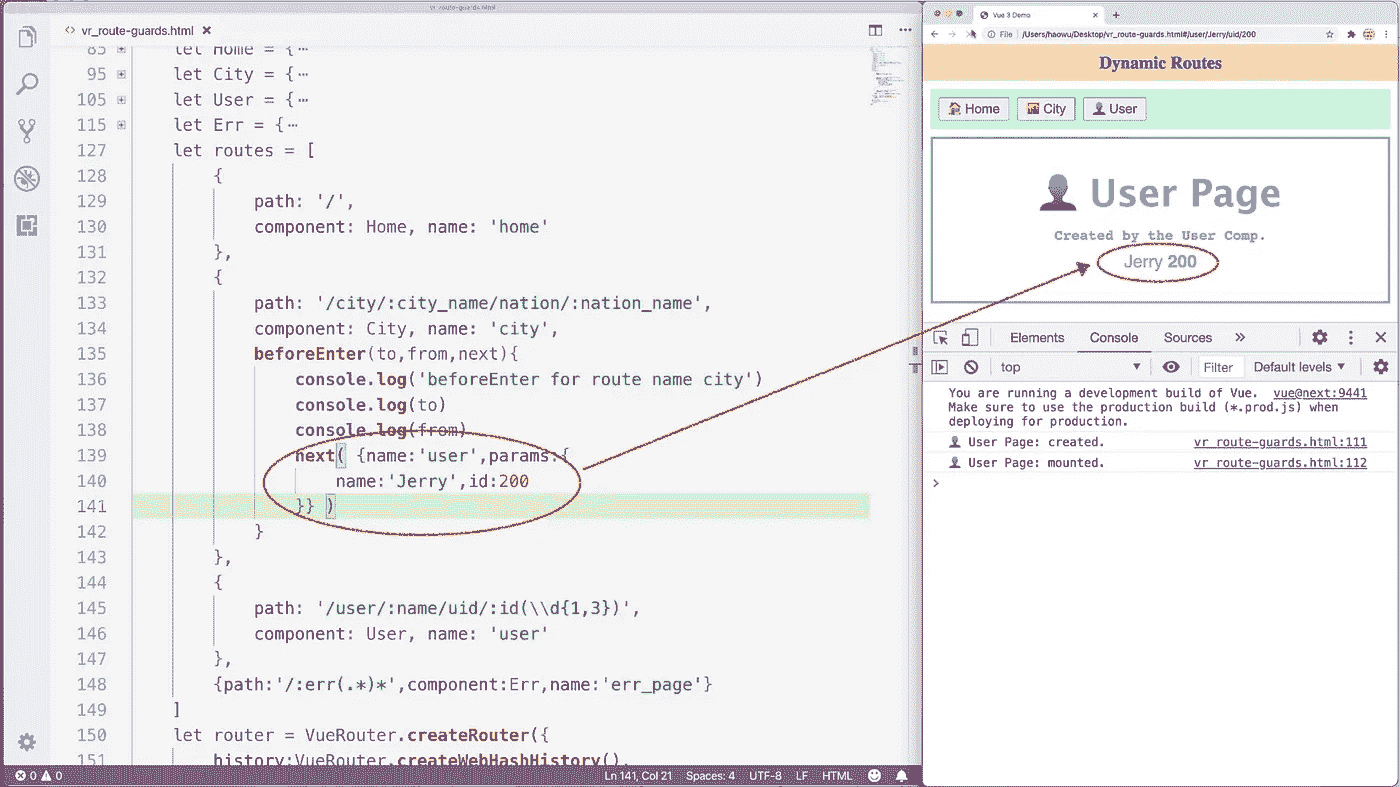 vr_route-guards.html
<> vr_route-guards.html ×
85 let Home = {…
95 let City = {…
105 let User = {…
115 let Err = {…
127 let routes = [
128 {
129 path: '/',
130 component: Home, name: 'home'
131 },
132 {
133 path: '/city/:city_name/nation/:nation_name',
134 component: City, name: 'city',
135 beforeEnter(to,from,next){
136 console.log('beforeEnter for route name city')
137 console.log(to)
138 console.log(from)
139 next( {name:'user',params:{
140 name:'Jerry',id:200
141 }} )
142 }
143 },
144 {
145 path: '/user/:name/uid/:id(\\d{1,3})',
146 component: User, name: 'user'
147 },
148 {path:'/:err(.*)*',component:Err,name:'err_page'}
149 ]
150 let router = VueRouter.createRouter({
151 history:VueRouter.createWebHashHistory(),
0 0
Ln 141, Col 21 Spaces: 4 UTF-8 LF HTML
Vue 3 Demo
File /Users/haowu/Desktop/vr_route-guards.html#/user/Jerry/uid/200
Dynamic Routes
Home City User
User Page
Created by the User Comp.
Jerry 200
Elements Console Sources »
top Filter Default levels ▼
You are running a development build of Vue. vue@next:9441
Make sure to use the production build (*.prod.js) when
deploying for production.
User Page: created. vr_route-guards.html:111
User Page: mounted. vr_route-guards.html:112
>